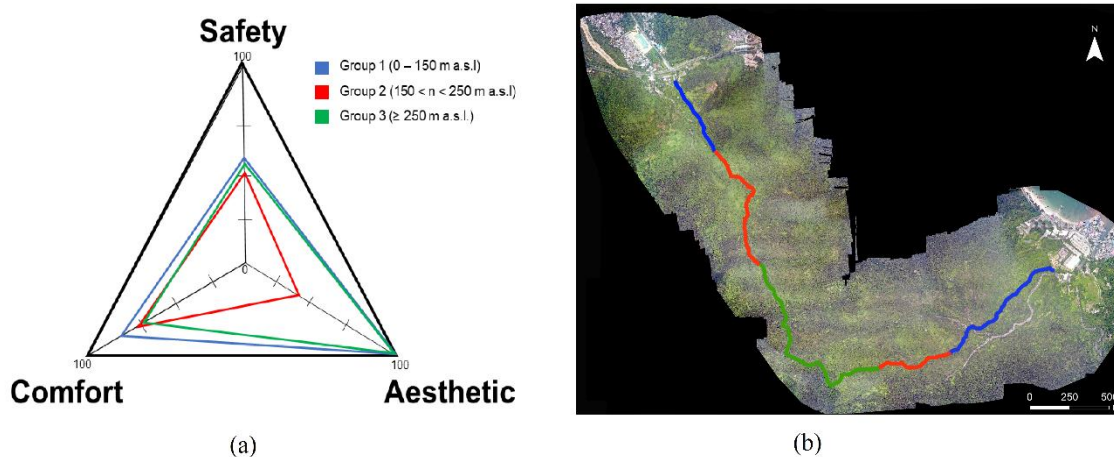 Safety
100
Group 1 (0 – 150 m a.s.l)
Group 2 (150 < n < 250 m a.s.l)
Group 3 (≥ 250 m a.s.l.)
0
100
100
Comfort
Aesthetic
(a)
N
0
250
500
(b)